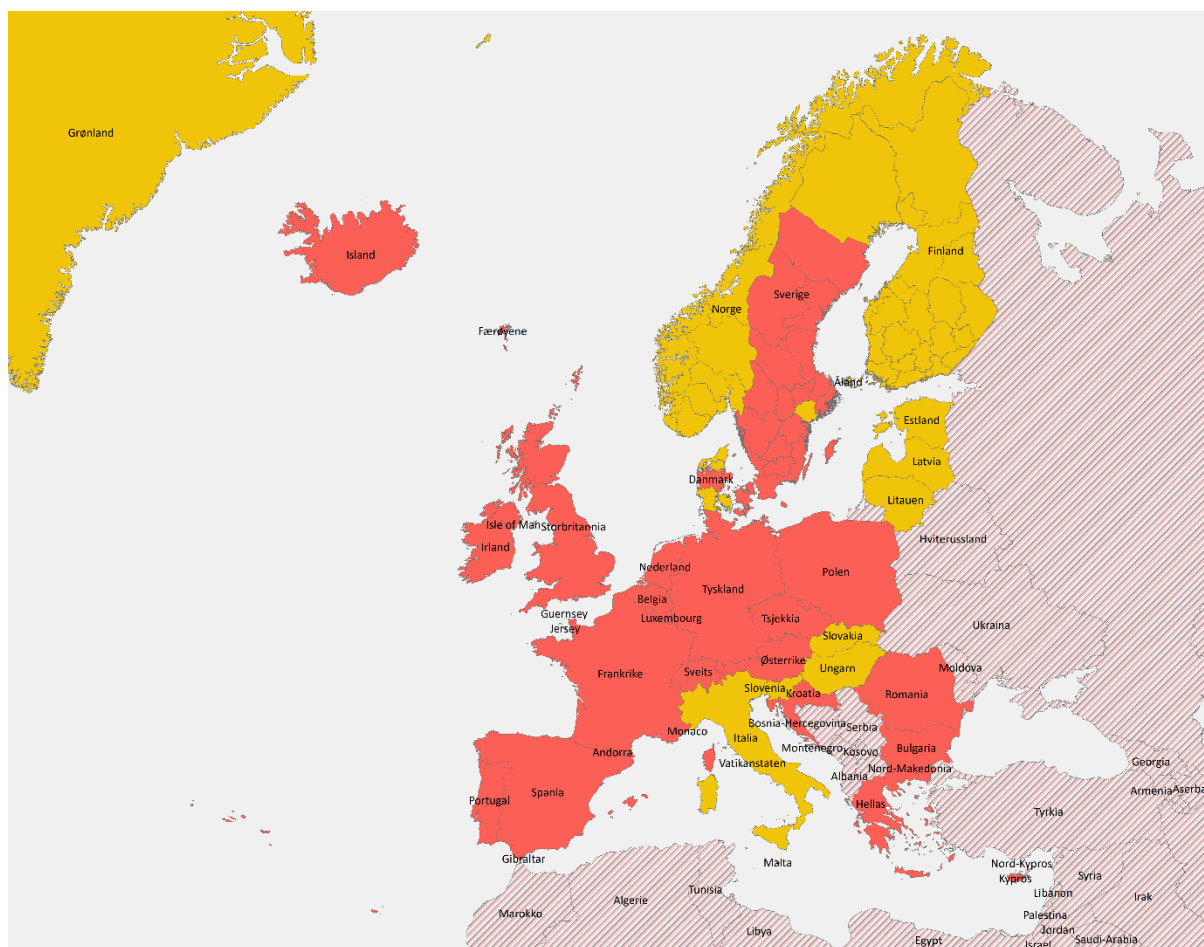 Grønland
Island
Færøyene
Norge
Sverige
Finland
Åland
Estland
Latvia
Litauen
Danmark
Hviterussland
Isle of Man
Storbritannia
Irland
Nederland
Tyskland
Polen
Belgia
Guernsey
Jersey
Luxembourg
Tsjekkia
Slovakia
Ukraina
Frankrike
Sveits
Østerrike
Ungarn
Moldova
Slovenia
Kroatia
Romania
Monaco
Italia
Bosnia-Hercegovina
Serbia
Andorra
Vatikanstaten
Montenegro
Kosovo
Bulgaria
Georgia
Nord-Makedonia
Albania
Armenia
Aserba
Portugal
Spania
Hellas
Tyrkia
Gibraltar
Malta
Nord-Kypros
Kypros
Syria
Tunisia
Libanon
Irak
Algerie
Marokko
Palestina
Libya
Jordan
Egypt
Israel
Saudi-Arabia